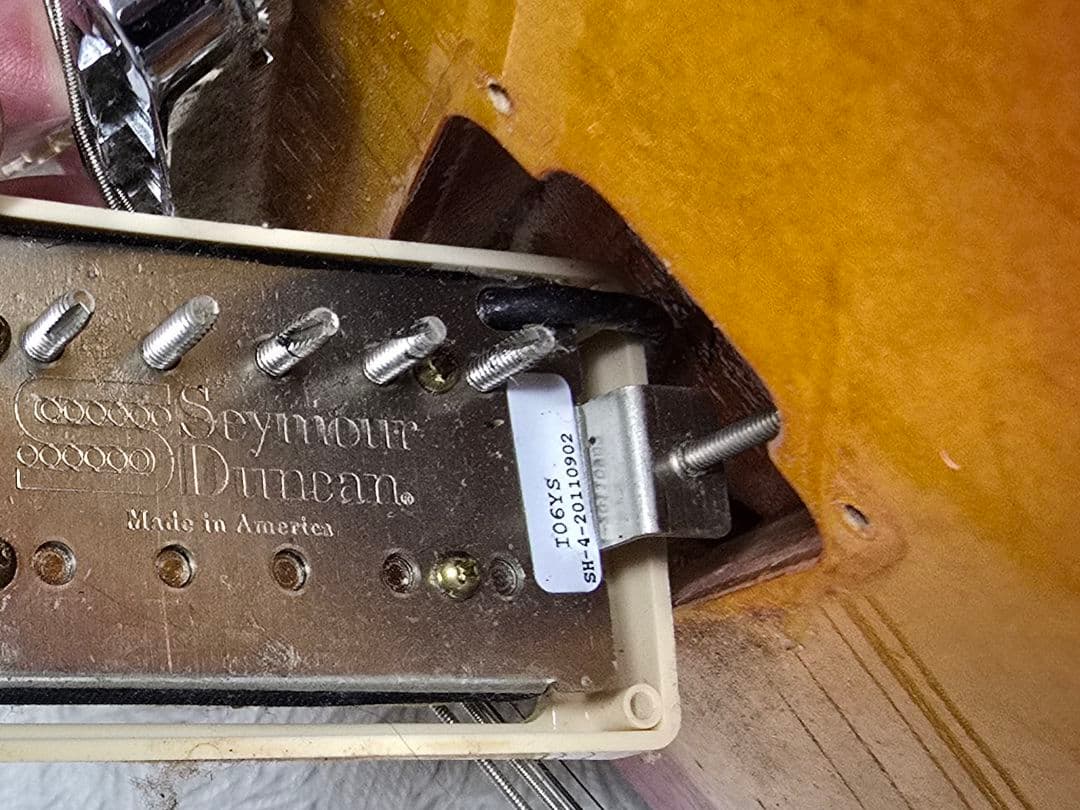 Seymour
Duncan®
Made in America
IO6YS
SH-4-20110902